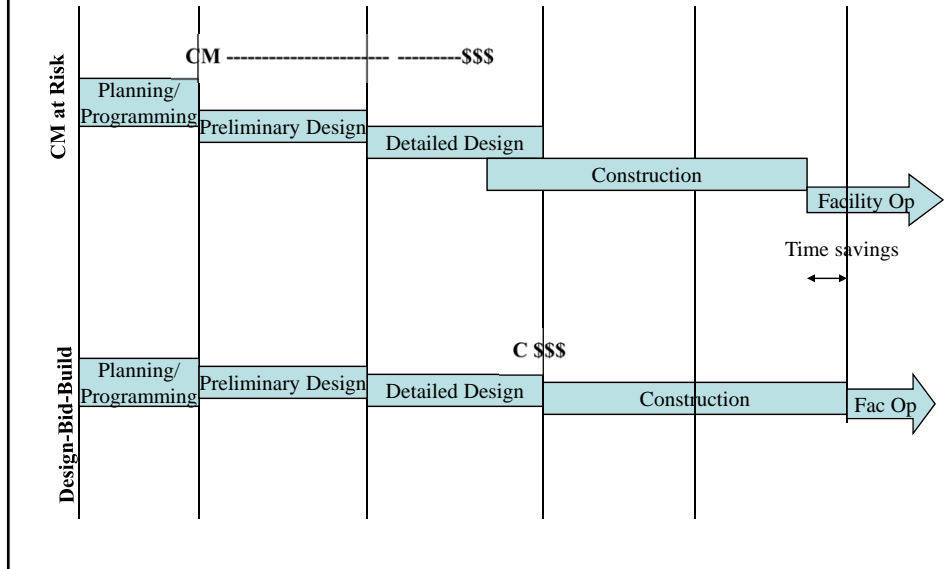 CM at Risk
CM ---------------------- ---------$$$
Planning/
Programming
Preliminary Design
Detailed Design
Construction
Facility Op
Time savings
Design-Bid-Build
C $$$
Planning/
Programming
Preliminary Design
Detailed Design
Construction
Fac Op